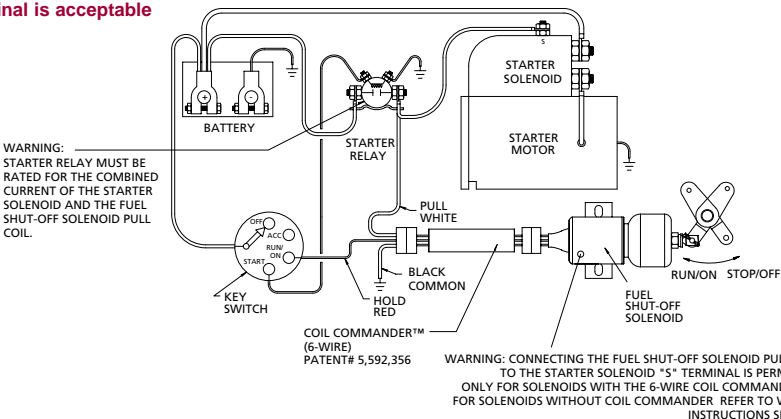 inal is acceptable
+
-
BATTERY
STARTER
RELAY
S
STARTER
SOLENOID
STARTER
MOTOR
WARNING:
STARTER RELAY MUST BE
RATED FOR THE COMBINED
CURRENT OF THE STARTER
SOLENOID AND THE FUEL
SHUT-OFF SOLENOID PULL
COIL.
OFF
ACC
RUN/
ON
START
KEY
SWITCH
PULL
WHITE
BLACK
COMMON
HOLD
RED
COIL COMMANDER™
(6-WIRE)
PATENT# 5,592,356
FUEL
SHUT-OFF
SOLENOID
RUN/ON STOP/OFF
WARNING: CONNECTING THE FUEL SHUT-OFF SOLENOID PUL
TO THE STARTER SOLENOID "S" TERMINAL IS PERM
ONLY FOR SOLENOIDS WITH THE 6-WIRE COIL COMMAND
FOR SOLENOIDS WITHOUT COIL COMMANDER REFER TO W
INSTRUCTIONS S